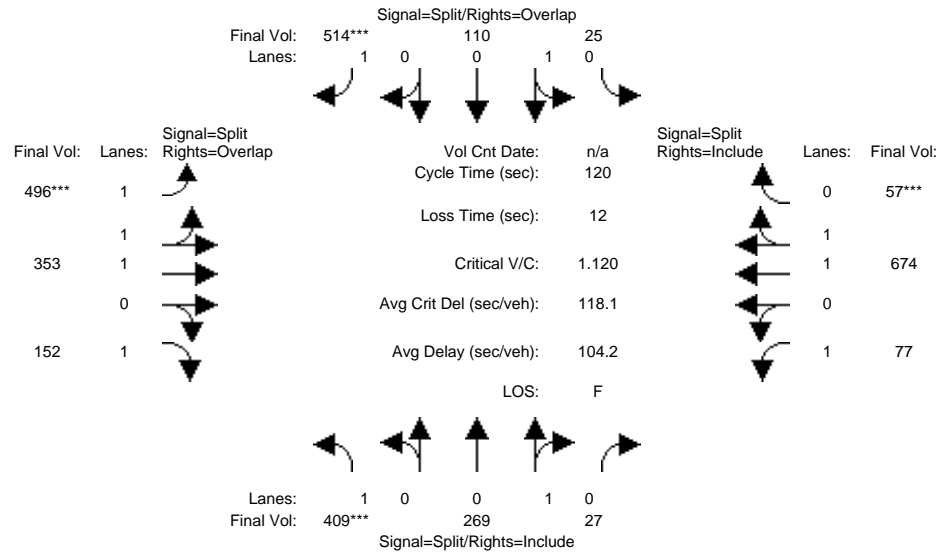 Signal=Split/Rights=Overlap
Final Vol: 514*** 110 25
Lanes: 1 0 0 1 0
Signal=Split
Final Vol: Lanes: Rights=Overlap
Vol Cnt Date: n/a
Signal=Split
Rights=Include Lanes: Final Vol:
Cycle Time (sec): 120
496*** 1
0 57***
Loss Time (sec): 12
1
1
353 1
Critical V/C: 1.120
1 674
0
Avg Crit Del (sec/veh): 118.1
0
152 1
Avg Delay (sec/veh): 104.2
1 77
LOS: F
Lanes: 1 0 0 1 0
Final Vol: 409*** 269 27
Signal=Split/Rights=Include